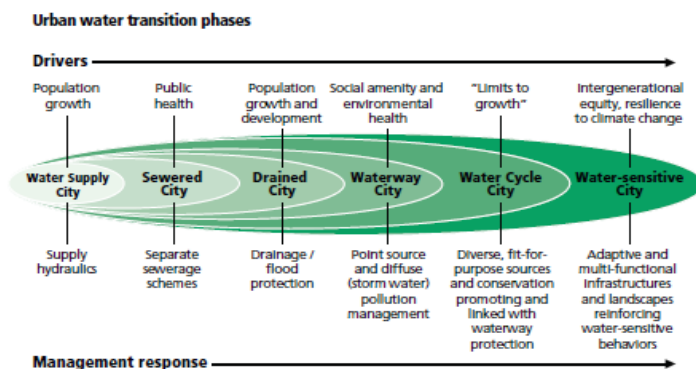 Urban water transition phases
Drivers
Population
growth
Public
health
Population
growth and
development
Social amenity and
environmental
health
"Limits to
growth"
Intergenerational
equity, resilience
to climate change
Water Supply
City
Sewered
City
Drained
City
Waterway
City
Water Cycle
City
Water-sensitive
City
Supply
hydraulics
Separate
sewerage
schemes
Drainage /
flood
protection
Point source
and diffuse
(storm water)
pollution
management
Diverse, fit-for-
purpose sources
and conservation
promoting and
linked with
waterway
protection
Adaptive and
multi-functional
infrastructures
and landscapes
reinforcing
water-sensitive
behaviors
Management response